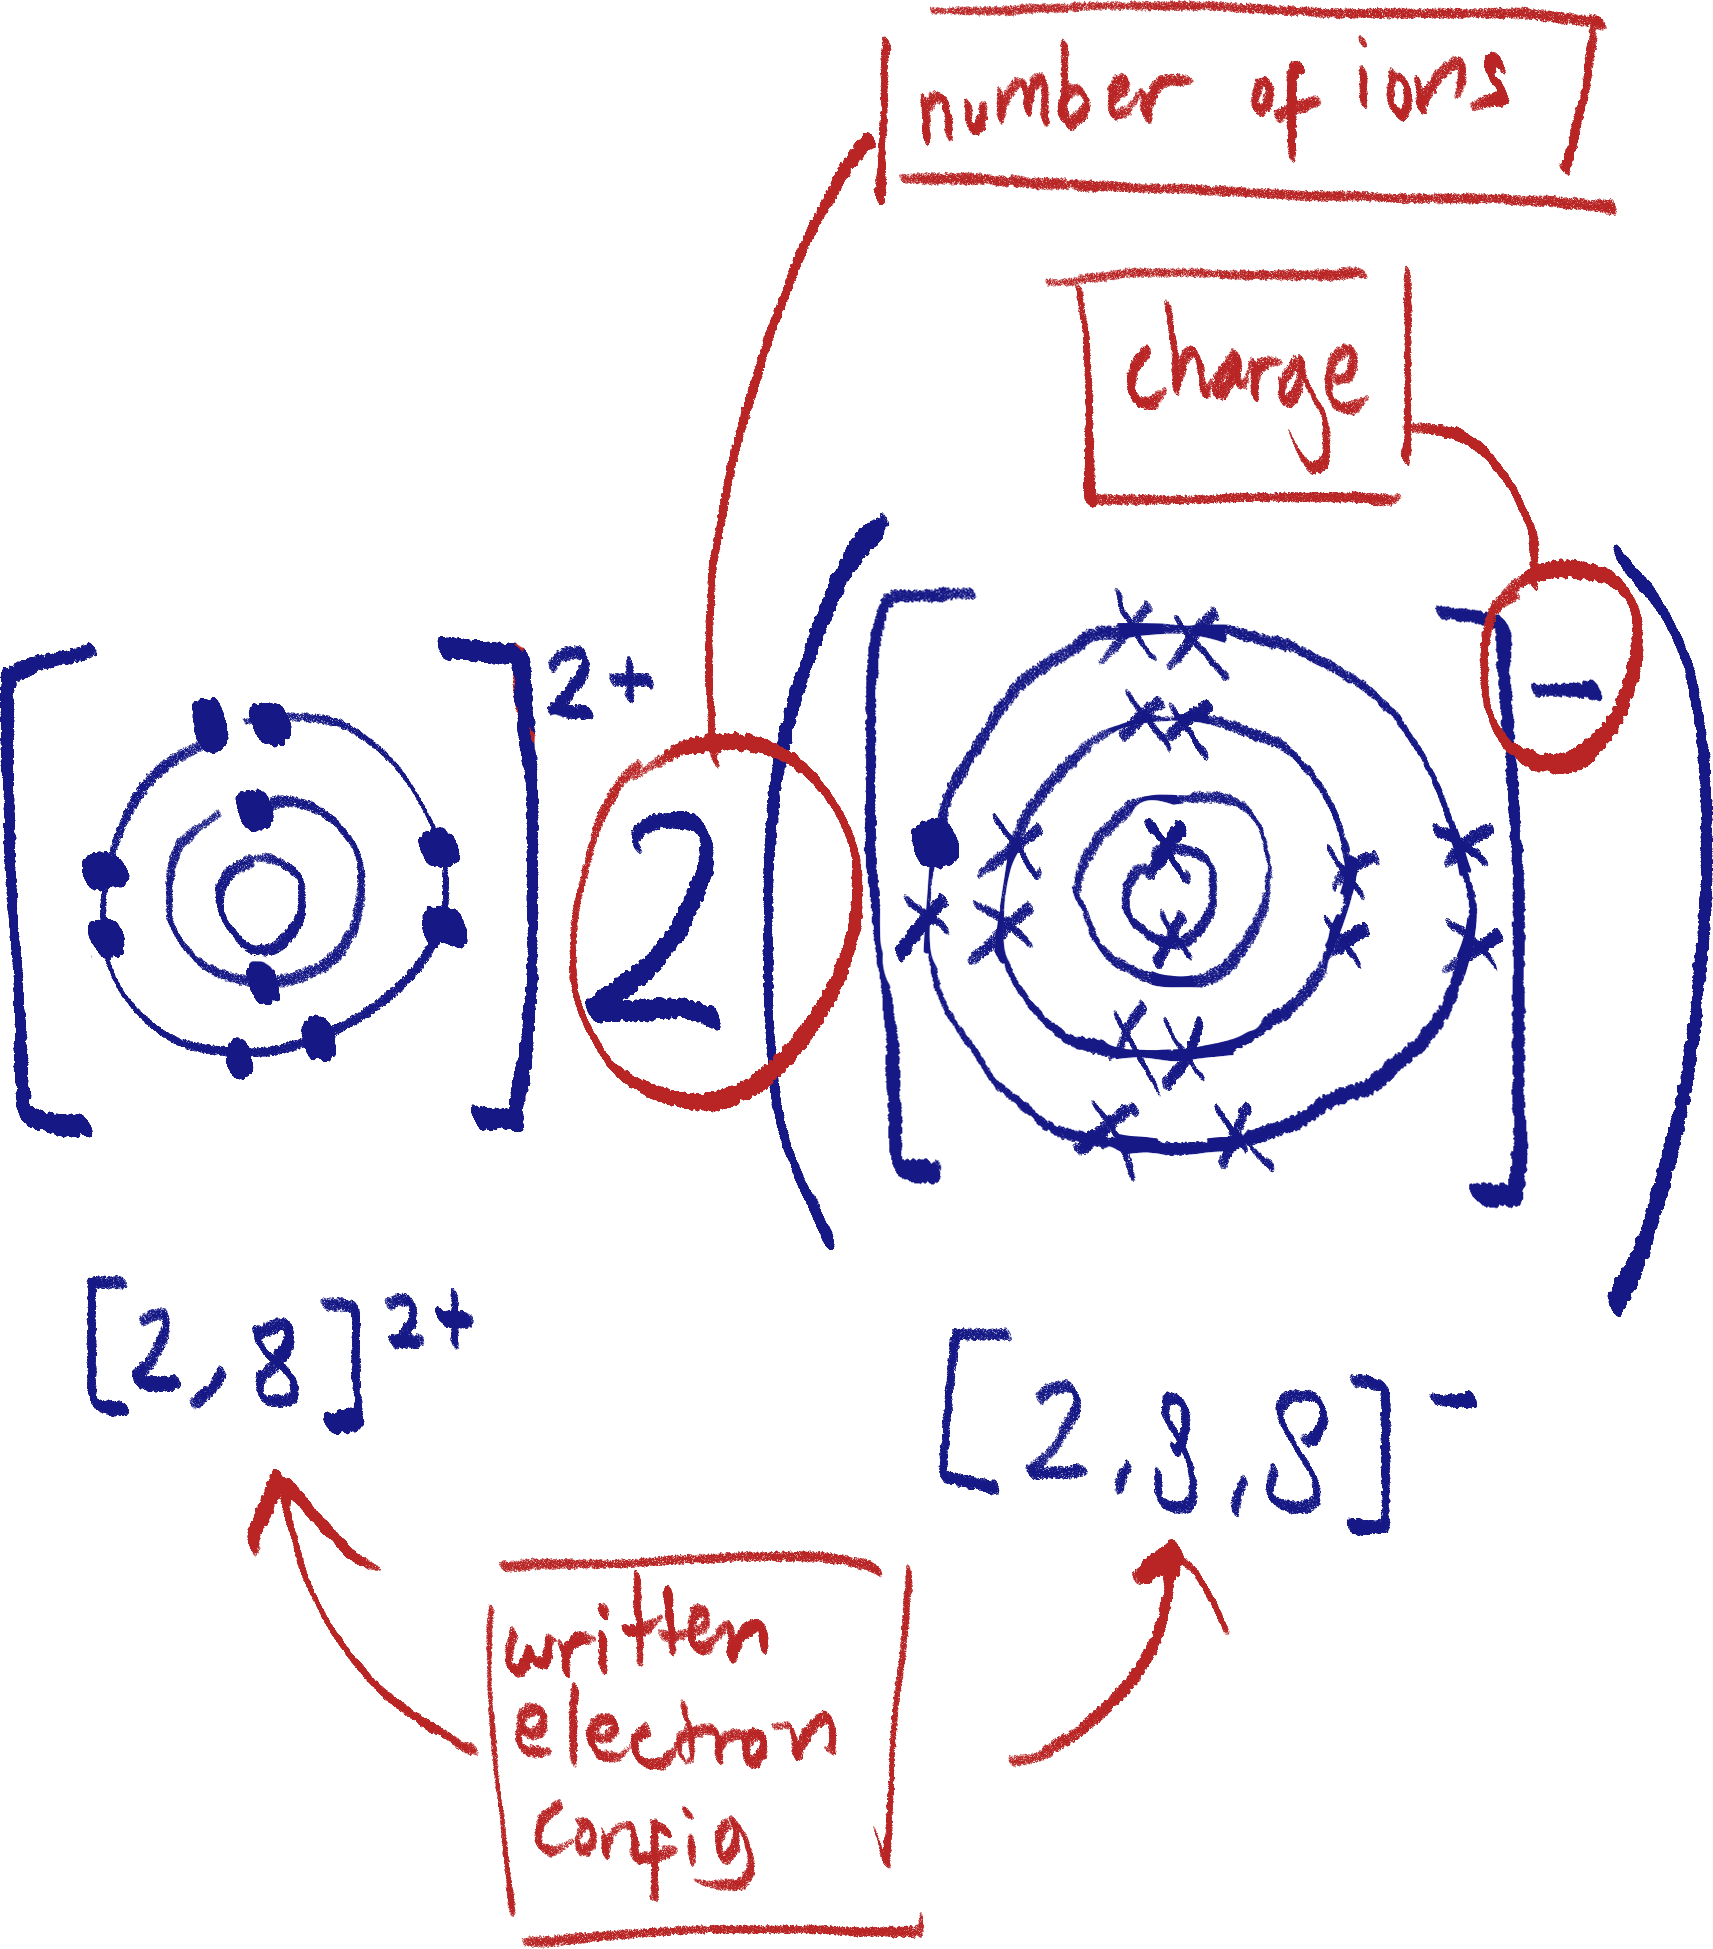 number of ions
charge
2+
2
−
[2,8]2+
[2,8,8]−
written
electron
config